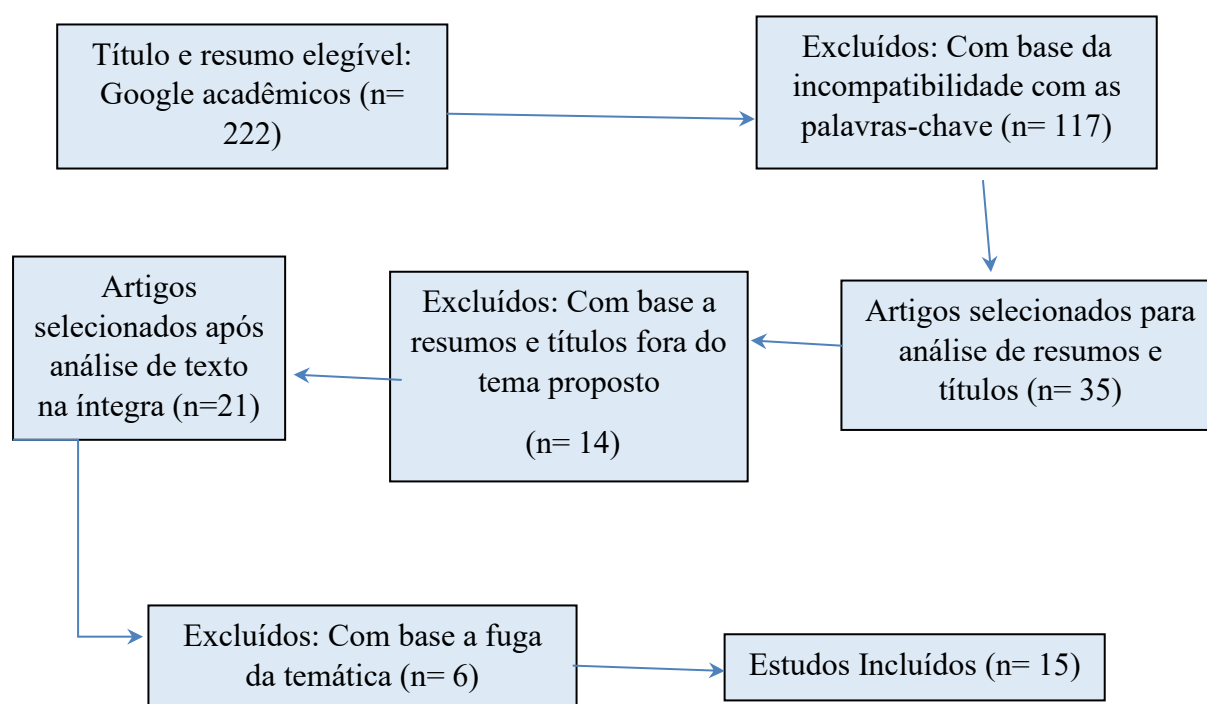 Título e resumo elegível:
Google acadêmicos (n=
222)
Excluídos: Com base da
incompatibilidade com as
palavras-chave (n= 117)
Artigos selecionados para
análise de resumos e
títulos (n= 35)
Excluídos: Com base a
resumos e títulos fora do
tema proposto
(n= 14)
Artigos
selecionados após
análise de texto
na íntegra (n=21)
Excluídos: Com base a fuga
da temática (n= 6)
Estudos Incluídos (n= 15)